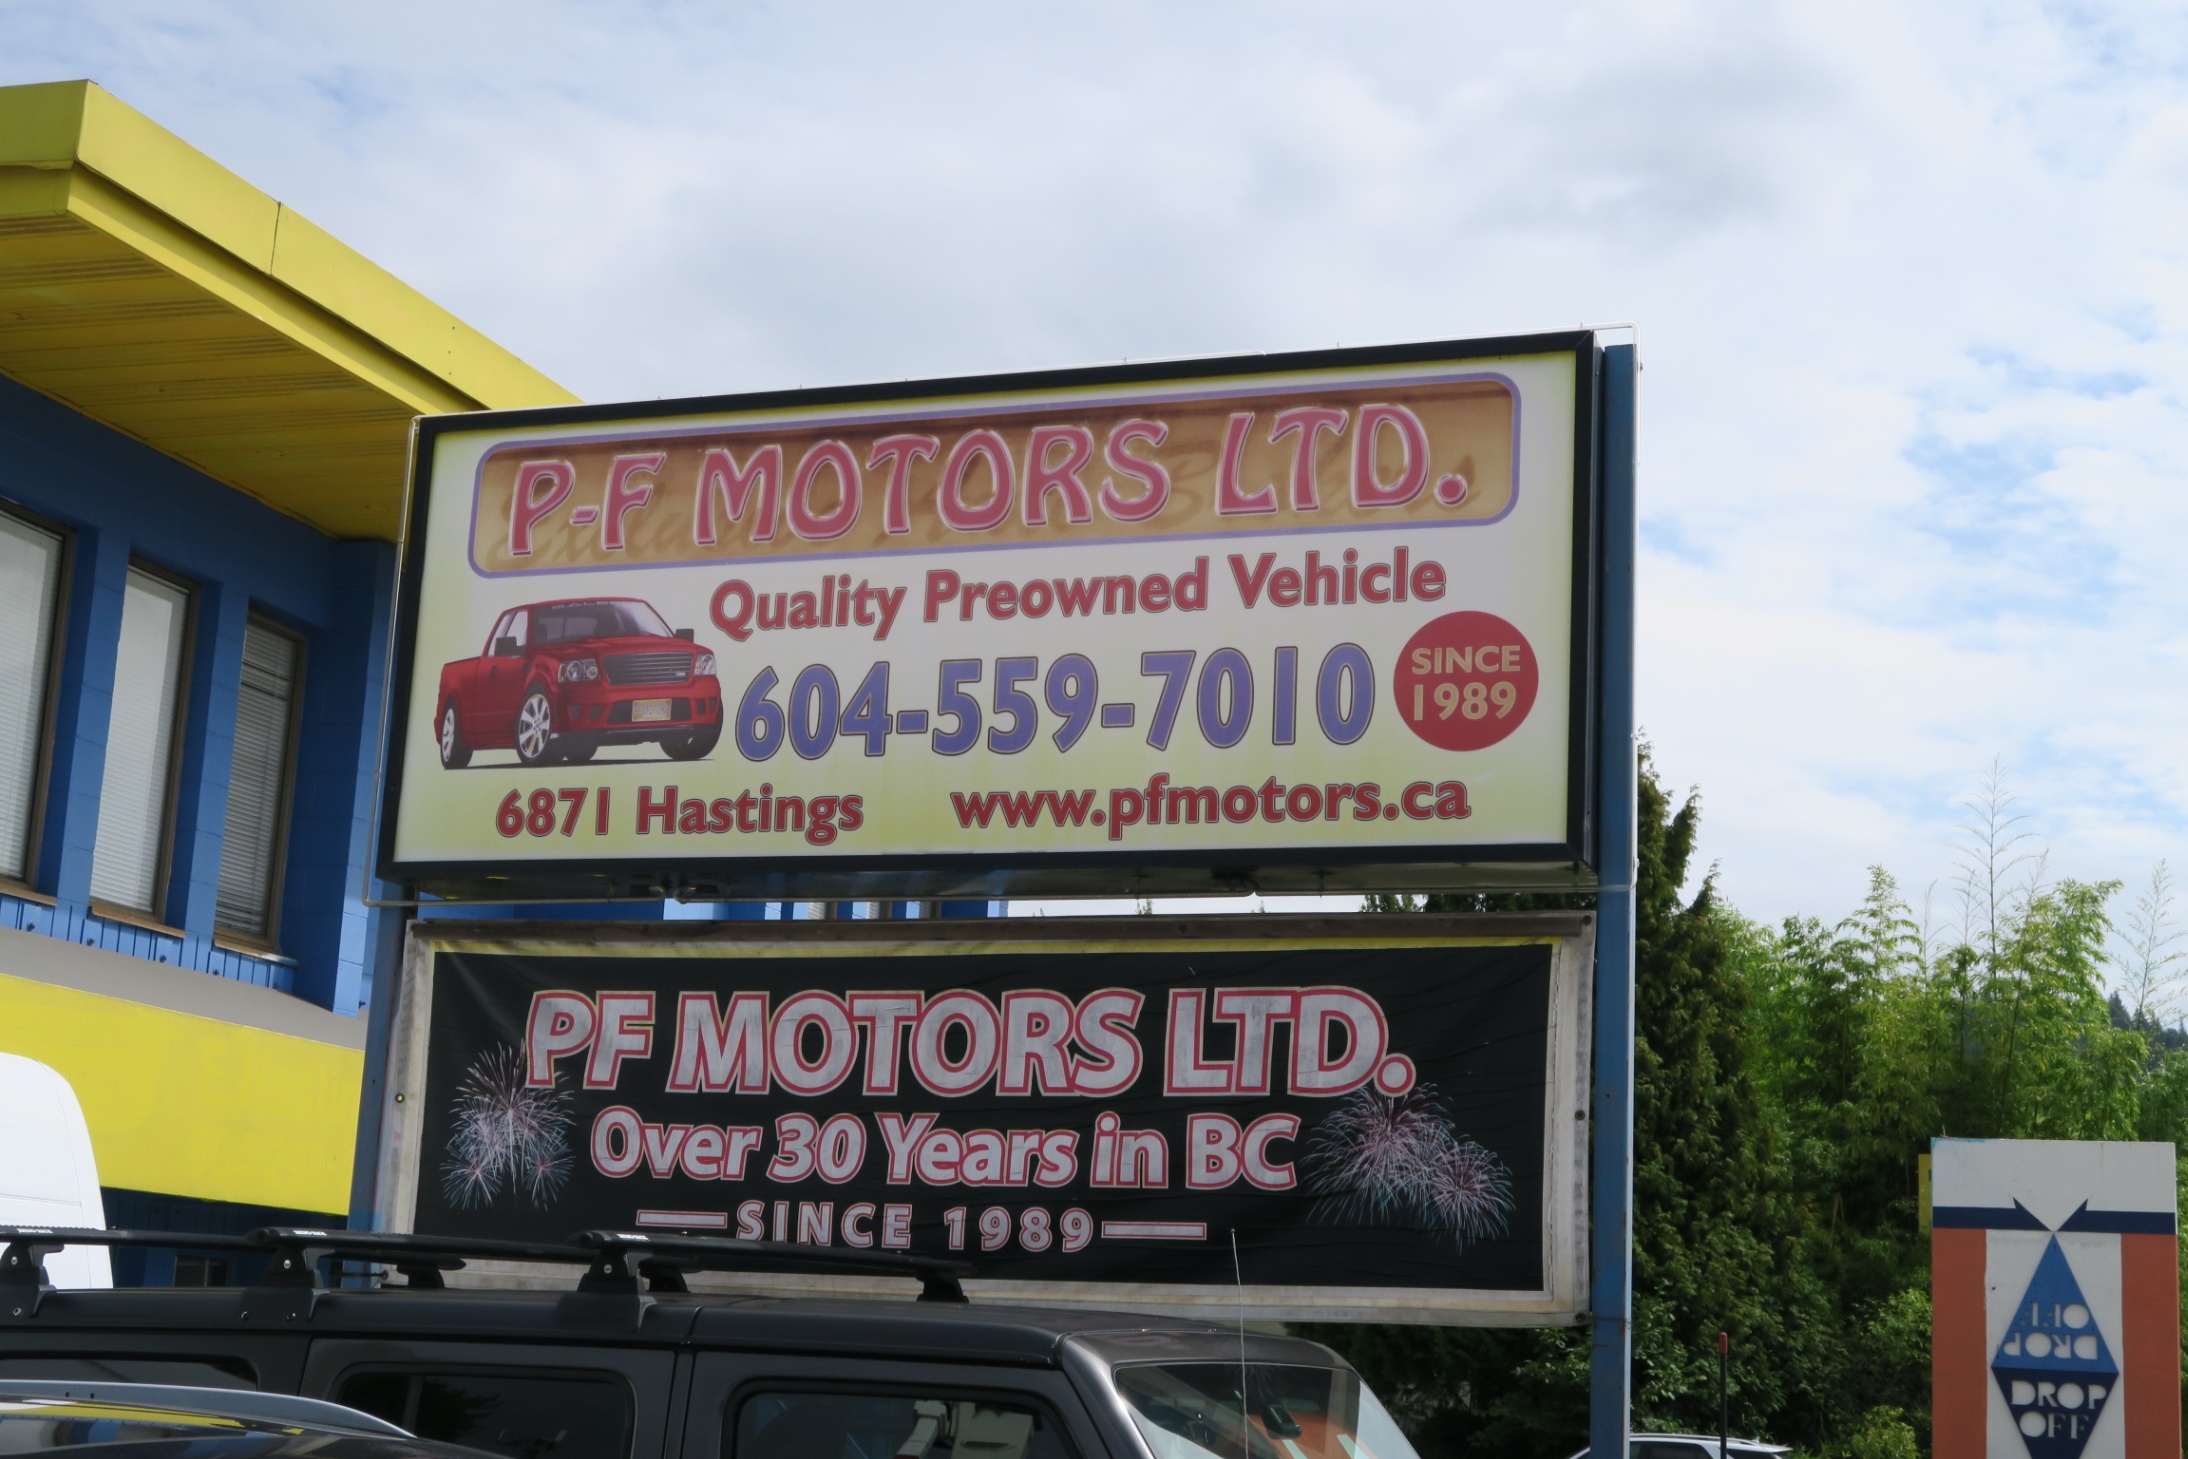 P-F MOTORS LTD.
Quality Preowned Vehicle
604-559-7010
SINCE
1989
6871 Hastings
www.pfmotors.ca
PF MOTORS LTD.
Over 30 Years in BC
SINCE 1989
DROP
OFF
DROP
OFF